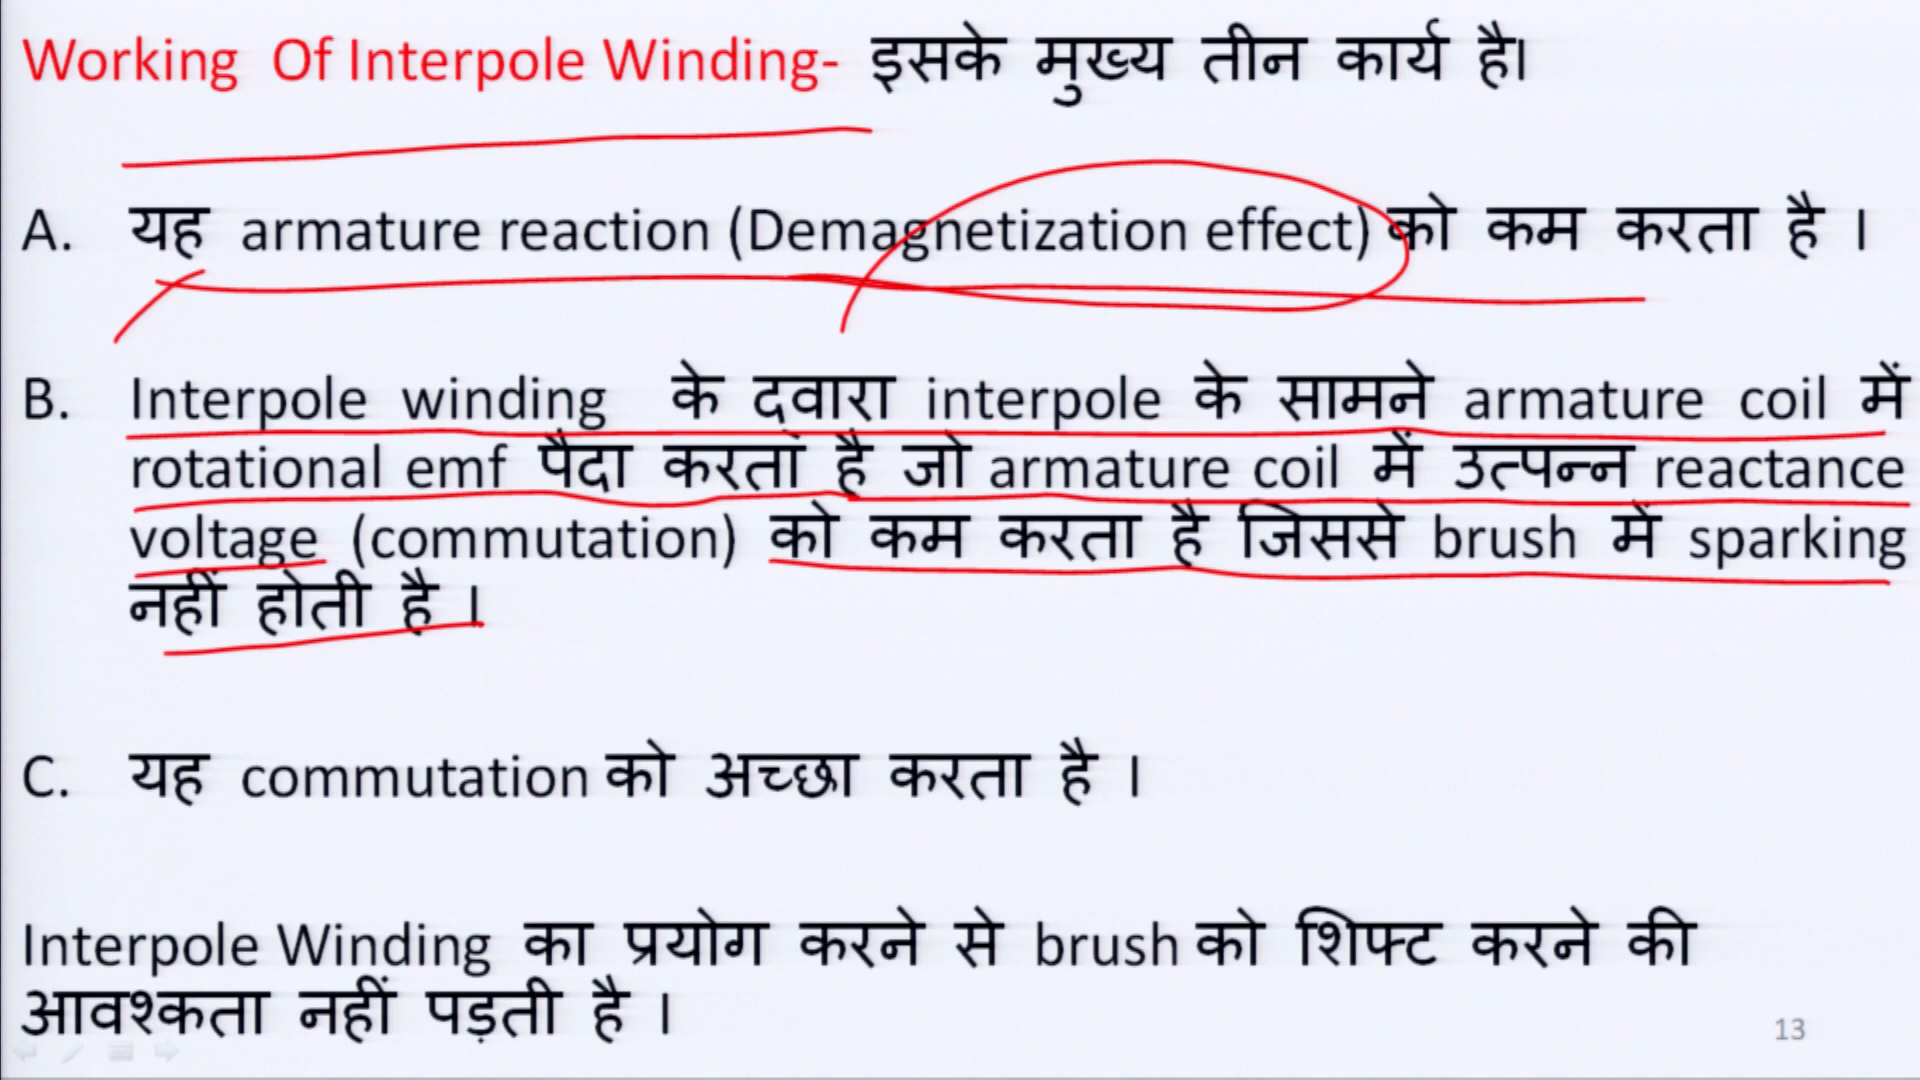 Working Of Interpole Winding- इसके मुख्य तीन कार्य है।
A. यह armature reaction (Demagnetization effect) को कम करता है ।
B. Interpole winding के द्वारा interpole के सामने armature coil में
rotational emf पैदा करता है जो armature coil में उत्पन्न reactance
voltage (commutation) को कम करता है जिससे brush में sparking
नहीं होती है ।
C. यह commutation को अच्छा करता है ।
Interpole Winding का प्रयोग करने से brush को शिफ्ट करने की
आवश्कता नहीं पड़ती है ।
13